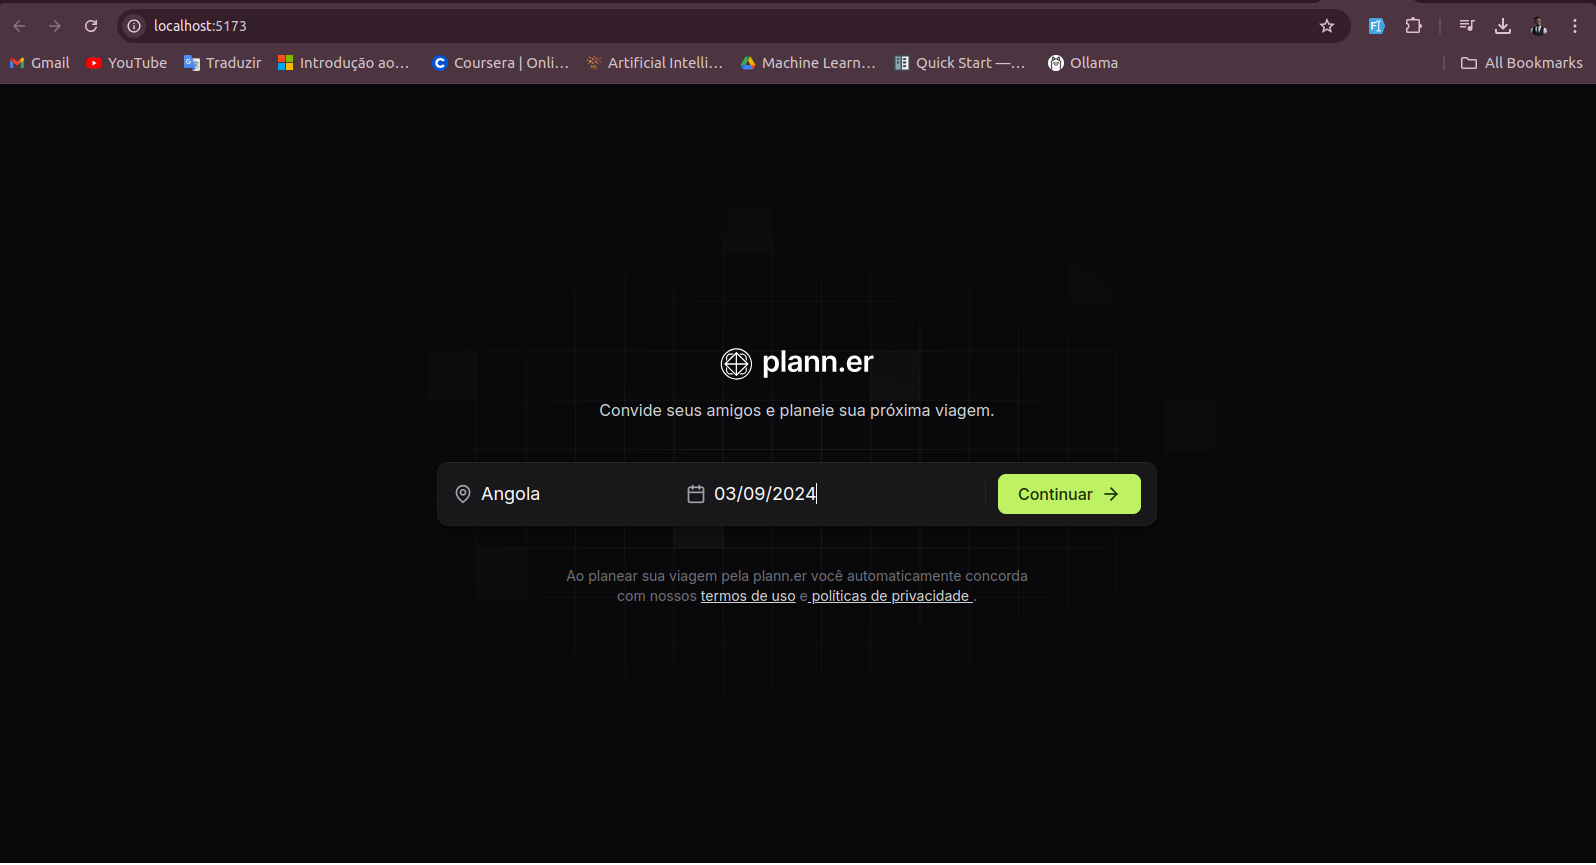 localhost:5173
Gmail YouTube Traduzir Introdução ao... Coursera | Onli... Artificial Intelli... Machine Learn... Quick Start —... Ollama All Bookmarks
plann.er
Convide seus amigos e planeie sua próxima viagem.
Angola 03/09/2024 Continuar
Ao planear sua viagem pela plann.er você automaticamente concorda
com nossos termos de uso e políticas de privacidade .